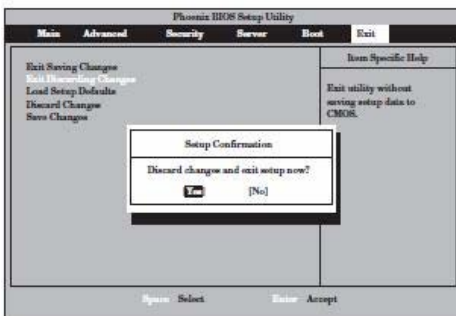 Phoenix BIOS Setup Utility
Main Advanced Security Server Boot Exit
Exit Saving Changes
Exit Discarding Changes
Load Setup Defaults
Discard Changes
Save Changes
Item Specific Help
Exit utility without
saving setup data to
CMOS.
Setup Confirmation
Discard changes and exit setup now?
[Yes] [No]
Space Select Enter Accept